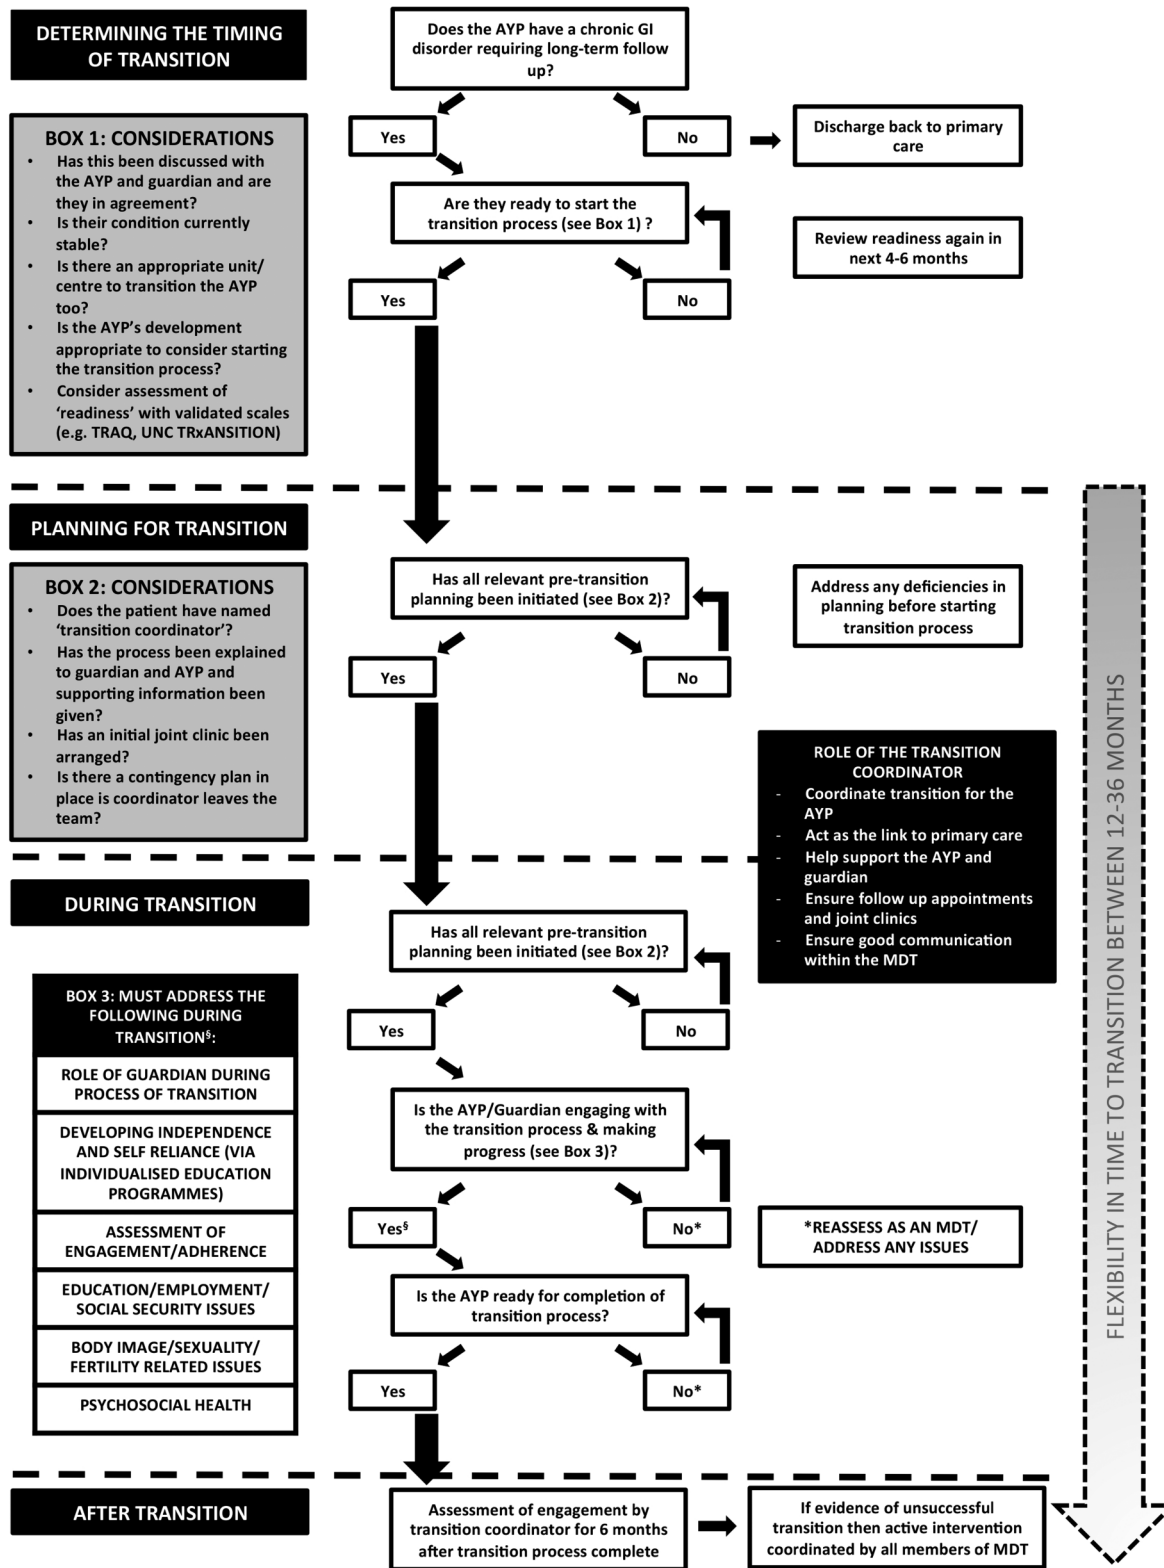 DETERMINING THE TIMING
OF TRANSITION
Does the AYP have a chronic GI
disorder requiring long-term follow
up?
Yes
No
Discharge back to primary
care
BOX 1: CONSIDERATIONS
• Has this been discussed with
the AYP and guardian and are
they in agreement?
• Is their condition currently
stable?
• Is there an appropriate unit/
centre to transition the AYP
too?
• Is the AYP's development
appropriate to consider starting
the transition process?
• Consider assessment of
‘readiness’ with validated scales
(e.g. TRAQ, UNC TRxANSITION)
Are they ready to start the
transition process (see Box 1) ?
Review readiness again in
next 4-6 months
Yes
No
PLANNING FOR TRANSITION
BOX 2: CONSIDERATIONS
• Does the patient have named
‘transition coordinator’?
• Has the process been explained
to guardian and AYP and
supporting information been
given?
• Has an initial joint clinic been
arranged?
• Is there a contingency plan in
place is coordinator leaves the
team?
Has all relevant pre-transition
planning been initiated (see Box 2)?
Address any deficiencies in
planning before starting
transition process
Yes
No
ROLE OF THE TRANSITION
COORDINATOR
- Coordinate transition for the
AYP
- Act as the link to primary care
- Help support the AYP and
guardian
- Ensure follow up appointments
and joint clinics
- Ensure good communication
within the MDT
FLEXIBILITY IN TIME TO TRANSITION BETWEEN 12-36 MONTHS
DURING TRANSITION
Has all relevant pre-transition
planning been initiated (see Box 2)?
Yes
No
BOX 3: MUST ADDRESS THE
FOLLOWING DURING
TRANSITION§:
ROLE OF GUARDIAN DURING
PROCESS OF TRANSITION
DEVELOPING INDEPENDENCE
AND SELF RELIANCE (VIA
INDIVIDUALISED EDUCATION
PROGRAMMES)
ASSESSMENT OF
ENGAGEMENT/ADHERENCE
EDUCATION/EMPLOYMENT/
SOCIAL SECURITY ISSUES
BODY IMAGE/SEXUALITY/
FERTILITY RELATED ISSUES
PSYCHOSOCIAL HEALTH
Is the AYP/Guardian engaging with
the transition process & making
progress (see Box 3)?
Yes§
No*
*REASSESS AS AN MDT/
ADDRESS ANY ISSUES
Is the AYP ready for completion of
transition process?
Yes
No*
AFTER TRANSITION
Assessment of engagement by
transition coordinator for 6 months
after transition process complete
If evidence of unsuccessful
transition then active intervention
coordinated by all members of MDT